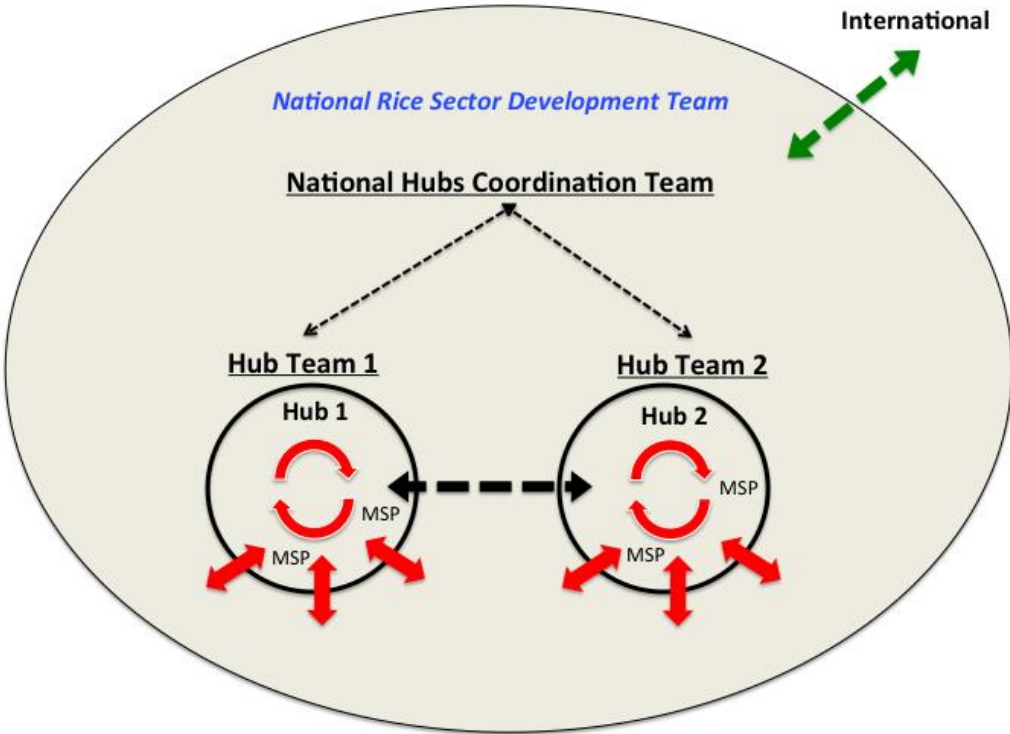 International
National Rice Sector Development Team
National Hubs Coordination Team
Hub Team 1
Hub Team 2
Hub 1
Hub 2
MSP
MSP
MSP
MSP